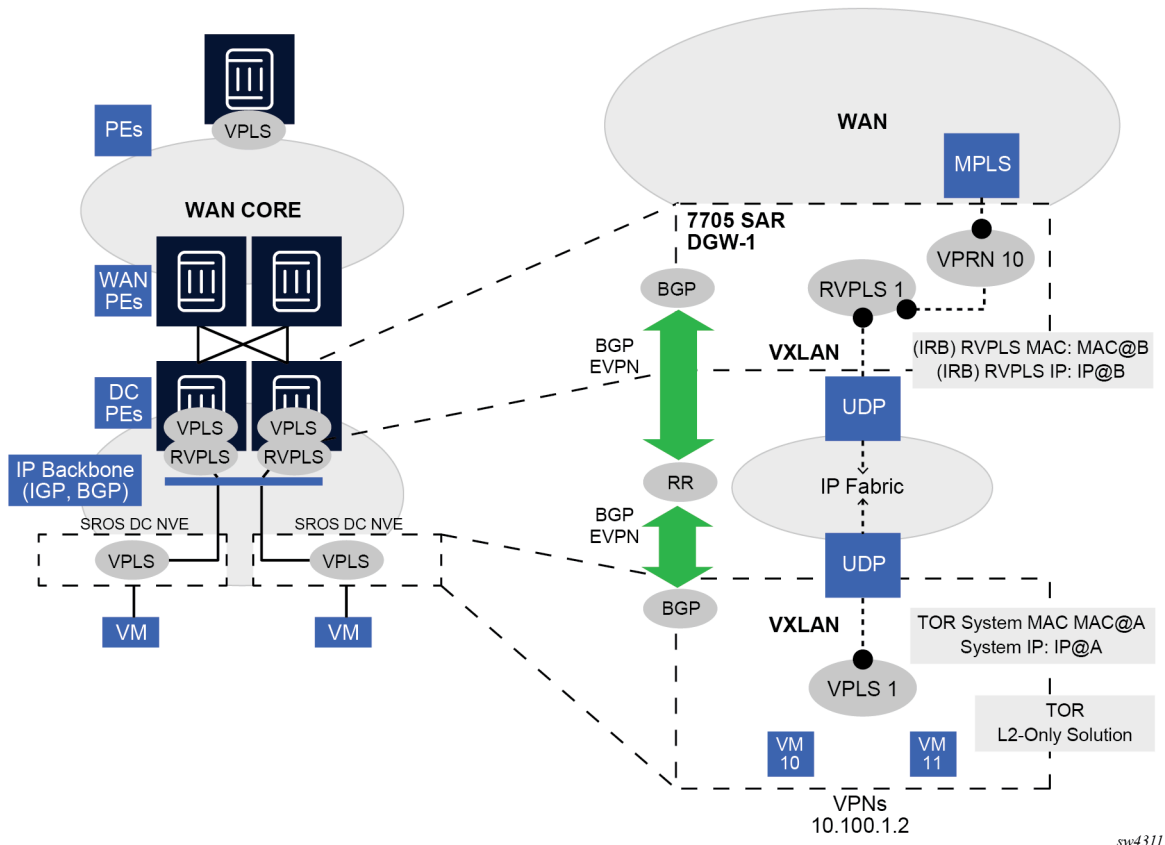 PEs
VPLS
WAN CORE
WAN
PEs
DC
PEs
VPLS
VPLS
RVPLS
RVPLS
IP Backbone
(IGP, BGP)
SROS DC NVE
SROS DC NVE
VPLS
VPLS
VM
VM
WAN
MPLS
7705 SAR
DGW-1
VPRN 10
BGP
RVPLS 1
BGP
EVPN
VXLAN
(IRB) RVPLS MAC: MAC@B
(IRB) RVPLS IP: IP@B
UDP
RR
IP Fabric
BGP
EVPN
UDP
BGP
VXLAN
TOR System MAC MAC@A
System IP: IP@A
VPLS 1
TOR
L2-Only Solution
VM
10
VM
11
VPNs
10.100.1.2
sw4311